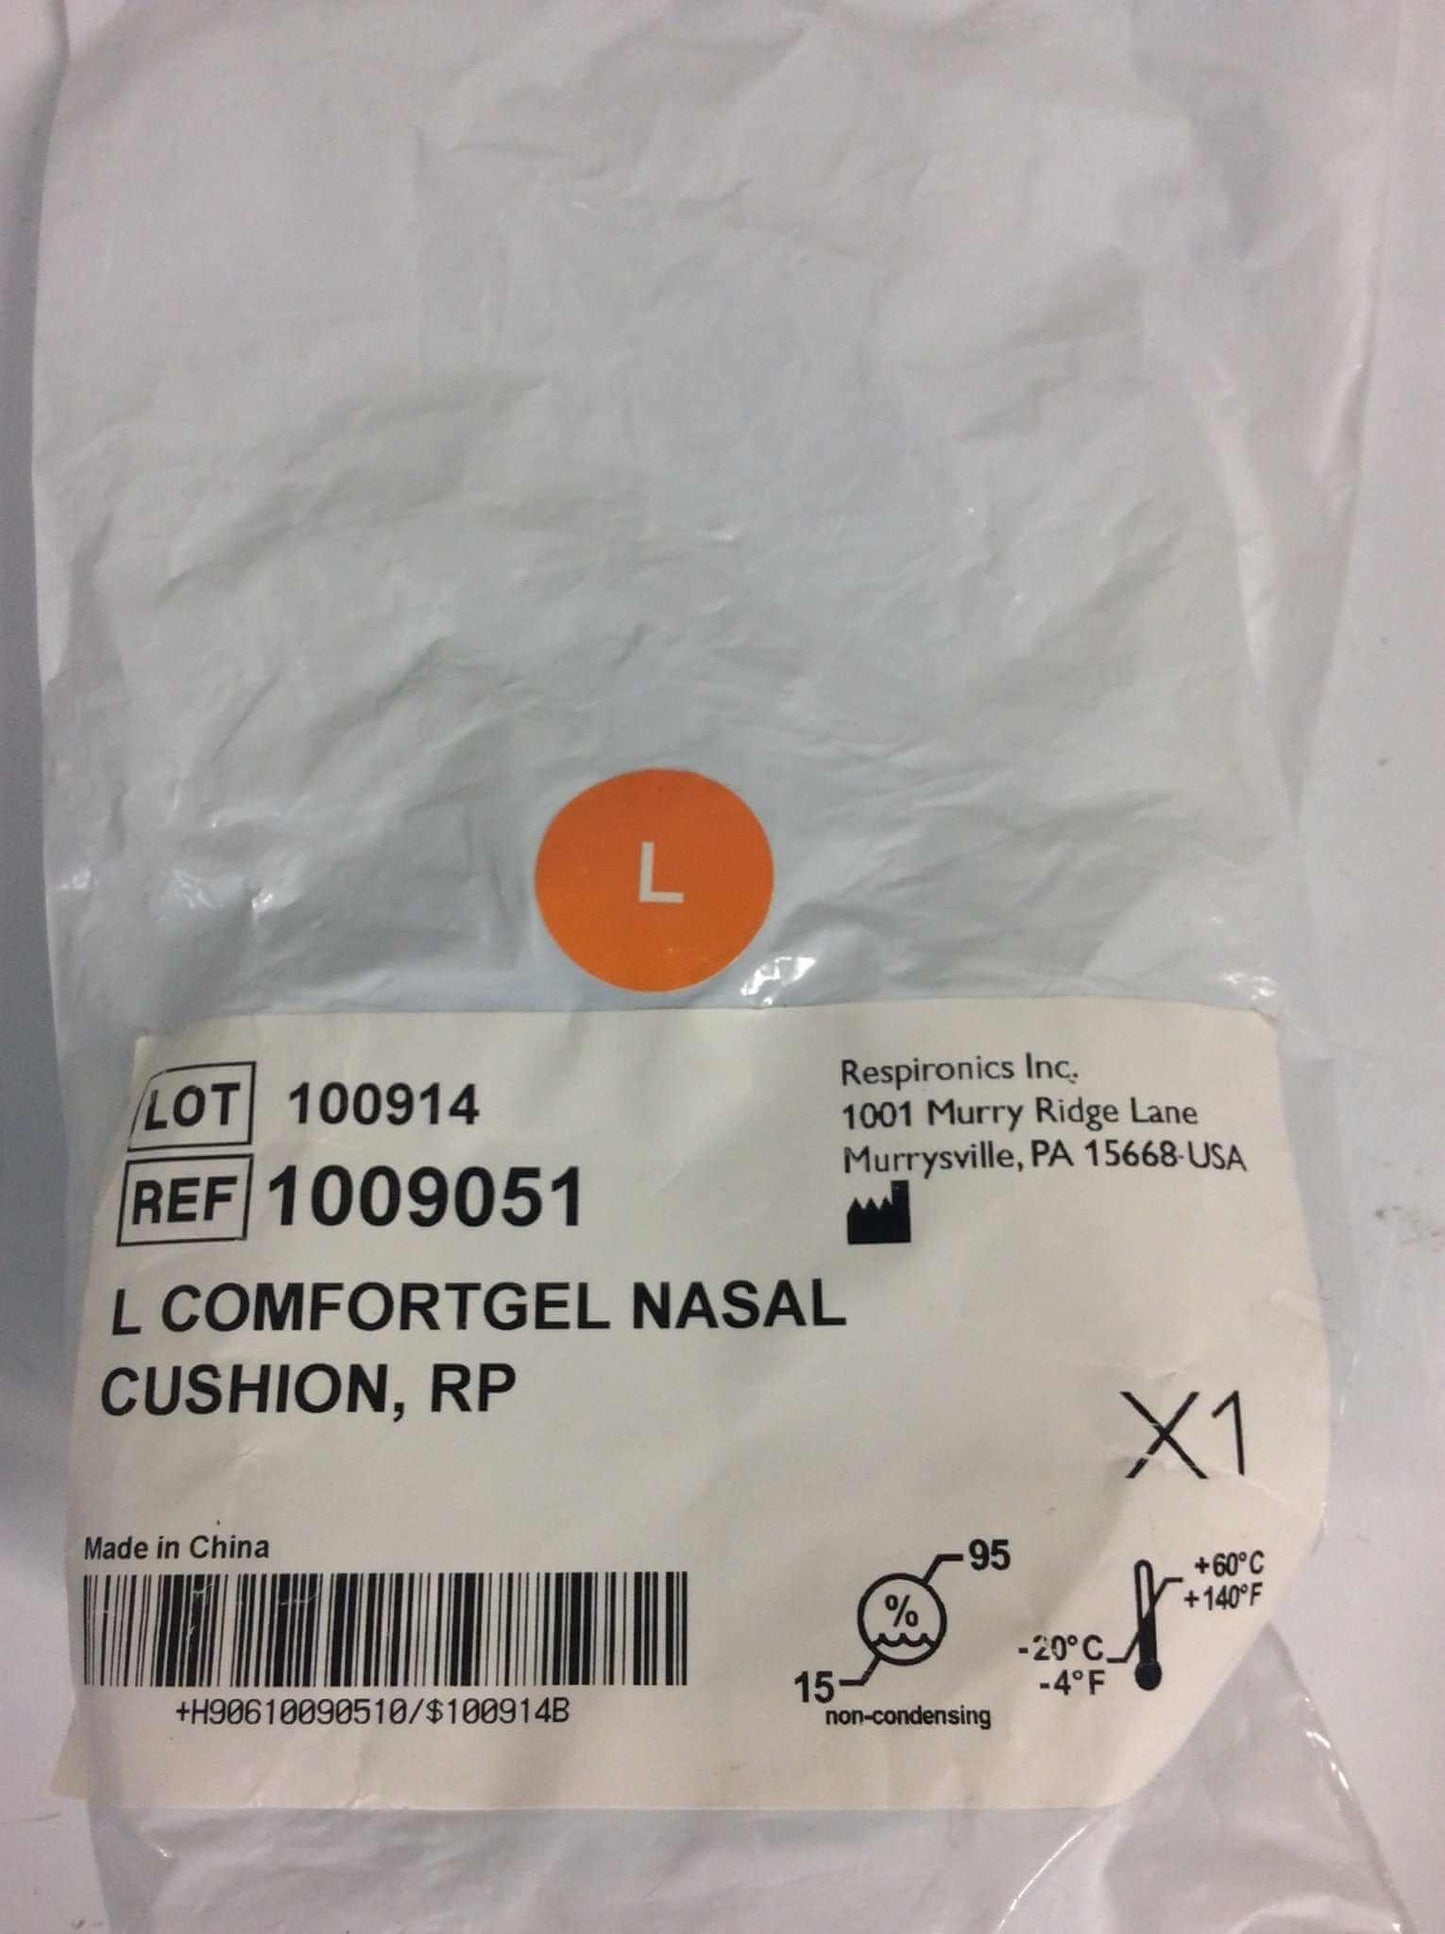 L
LOT 100914
REF 1009051
Respironics Inc.
1001 Murry Ridge Lane
Murrysville, PA 15668 USA
L COMFORTGEL NASAL
CUSHION, RP
X1
Made in China
+H90610090510/$100914B
% 95
15
non-condensing
+60°C
+140°F
-20°C
-4°F